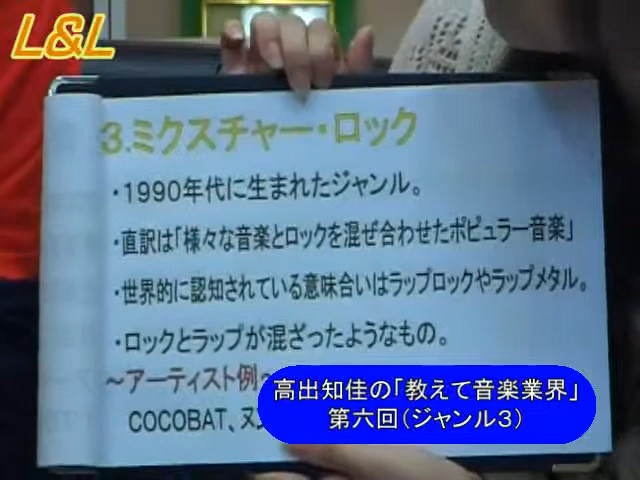 L&L
3.ミクスチャー・ロック
・1990年代に生まれたジャンル。
・直訳は「様々な音楽とロックを混ぜ合わせたポピュラー音楽」
・世界的に認知されている意味合いはラップロックやラップメタル。
・ロックとラップが混ざったようなもの。
～アーティスト例～
COCOBAT、ヌ
高出知佳の「教えて音楽業界」
第六回（ジャンル３）